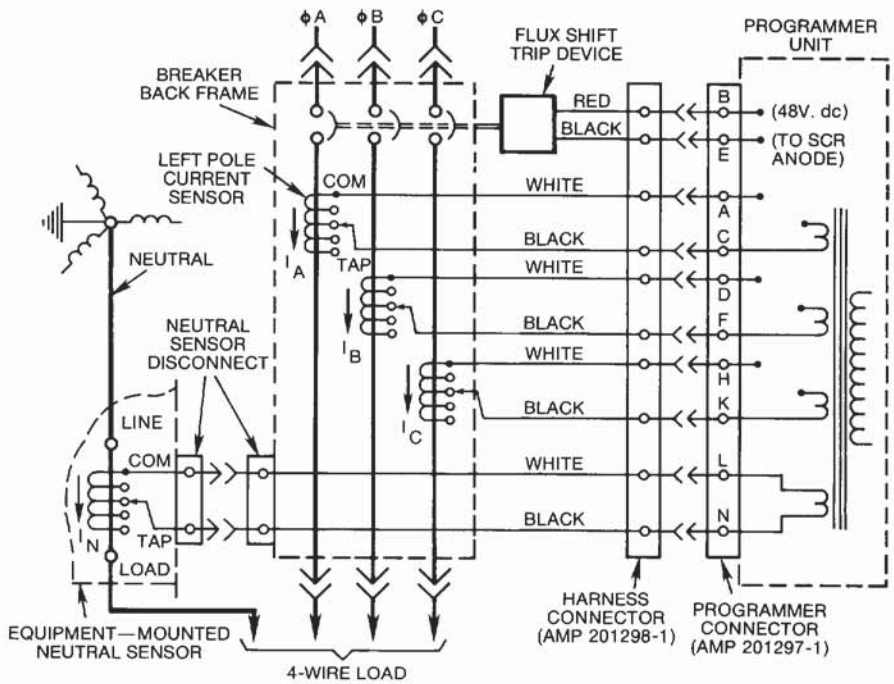 ϕA ϕB ϕC
FLUX SHIFT
TRIP DEVICE
PROGRAMMER
UNIT
BREAKER
BACK FRAME
RED
B
(48V. dc)
BLACK
E
(TO SCR
ANODE)
LEFT POLE
CURRENT
SENSOR
COM
WHITE
A
I A
TAP
BLACK
C
WHITE
D
NEUTRAL
I B
BLACK
F
NEUTRAL
SENSOR
DISCONNECT
WHITE
H
I C
BLACK
K
LINE
COM
WHITE
L
I N
TAP
BLACK
N
LOAD
EQUIPMENT—MOUNTED
NEUTRAL SENSOR
4-WIRE LOAD
HARNESS
CONNECTOR
(AMP 201298-1)
PROGRAMMER
CONNECTOR
(AMP 201297-1)